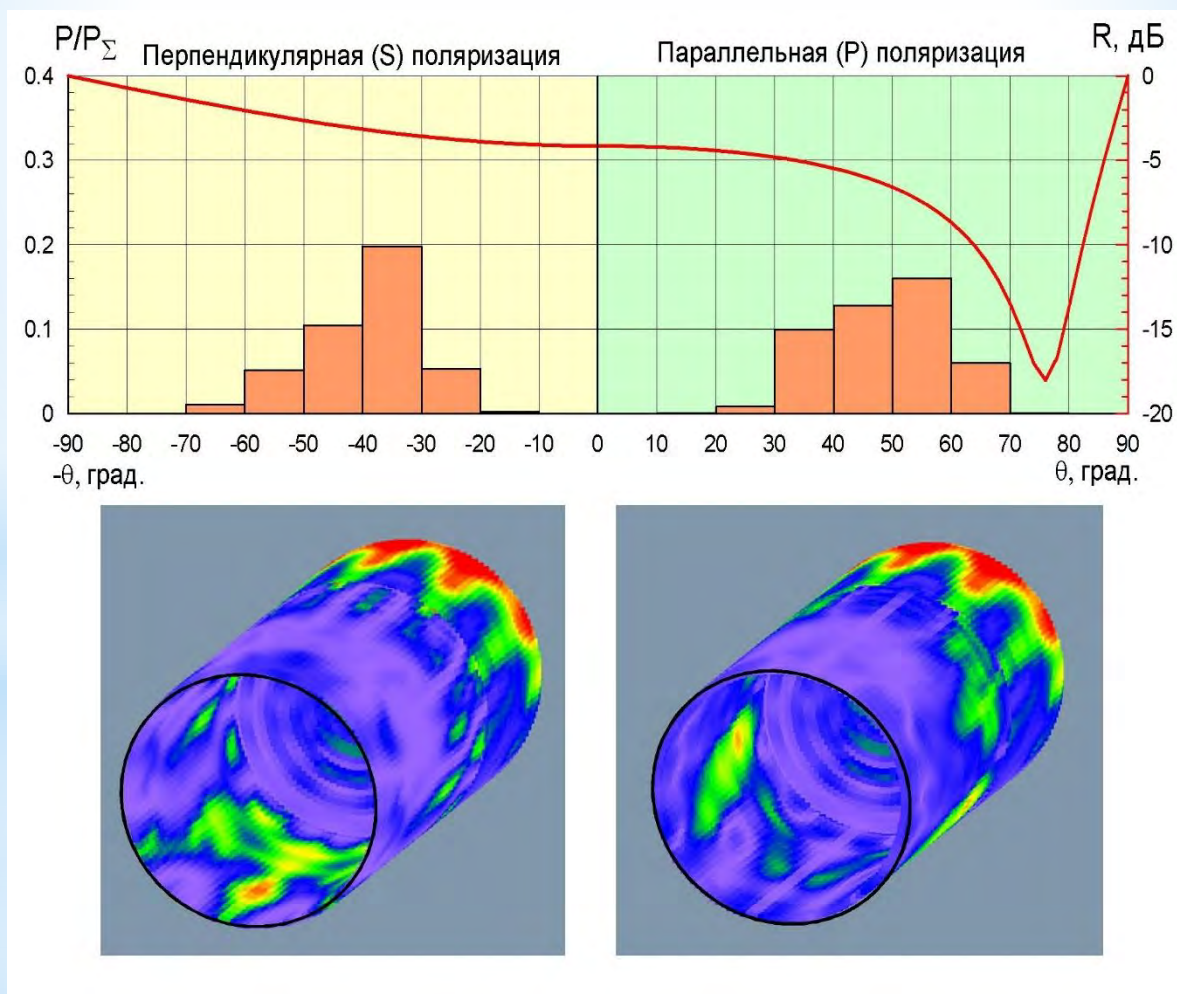 P/P_Σ
Перпендикулярная (S) поляризация
Параллельная (P) поляризация
R, дБ
0.4
0.3
0.2
0.1
0
0
-5
-10
-15
-20
-90 -80 -70 -60 -50 -40 -30 -20 -10 0 10 20 30 40 50 60 70 80 90
-θ, град.
θ, град.